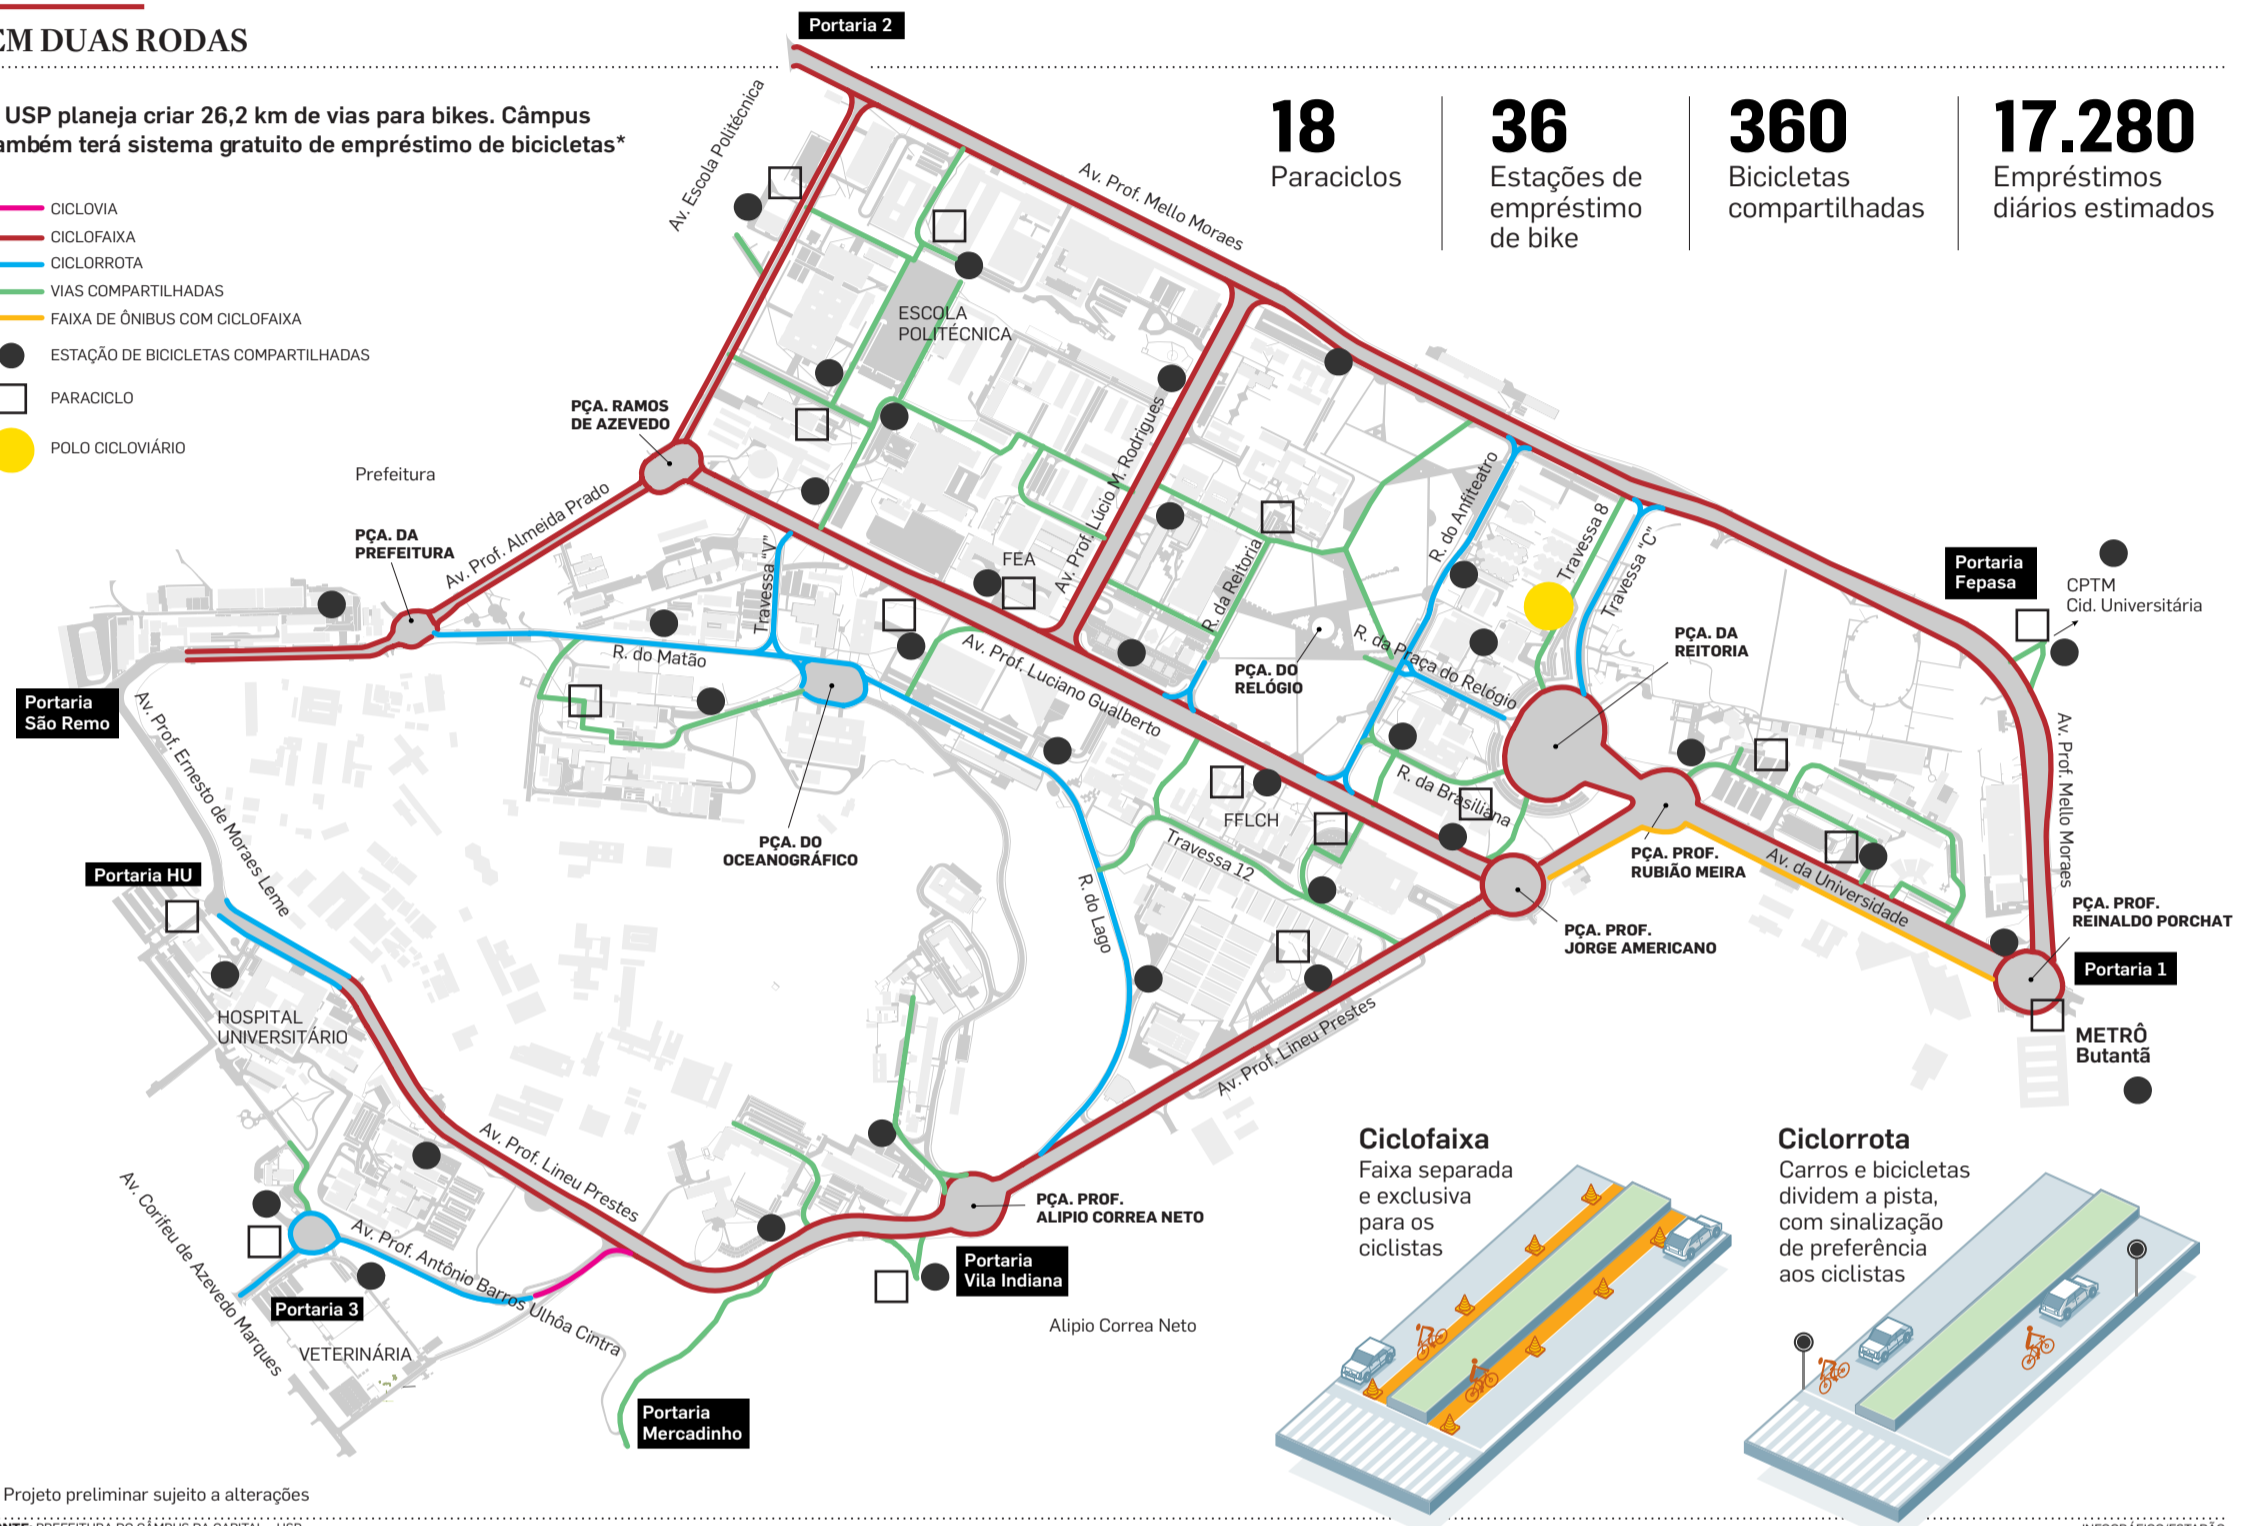 EM DUAS RODAS
USP planeja criar 26,2 km de vias para bikes. Câmpus
também terá sistema gratuito de empréstimo de bicicletas*
CICLOVIA
CICLOFAIXA
CICLORROTA
VIAS COMPARTILHADAS
FAIXA DE ÔNIBUS COM CICLOFAIXA
ESTAÇÃO DE BICICLETAS COMPARTILHADAS
PARACICLO
POLO CICLOVIÁRIO
18
Paraciclos
36
Estações de
empréstimo
de bike
360
Bicicletas
compartilhadas
17.280
Empréstimos
diários estimados
Portaria 2
Av. Escola Politécnica
Av. Prof. Mello Moraes
ESCOLA
POLITÉCNICA
PÇA. RAMOS
DE AZEVEDO
Prefeitura
Av. Prof. Almeida Prado
PÇA. DA
PREFEITURA
Travessa "V"
FEA
Av. Prof. Lúcio M. Rodrigues
R. da Reitoria
R. do Anfiteatro
Travessa 8
Travessa "C"
Portaria
Fepasa
CPTM
Cid. Universitária
R. do Matão
Av. Prof. Luciano Gualberto
PÇA. DO
RELÓGIO
R. da Praça do Relógio
PÇA. DA
REITORIA
Portaria
São Remo
Av. Prof. Ernesto de Moraes Leme
PÇA. DO
OCEANOGRÁFICO
R. da Brasiliana
FFLCH
Travessa 12
R. do Lago
PÇA. PROF.
RUBIÃO MEIRA
Av. da Universidade
Av. Prof. Mello Moraes
PÇA. PROF.
REINALDO PORCHAT
Portaria HU
PÇA. PROF.
JORGE AMERICANO
Portaria 1
METRÔ
Butantã
HOSPITAL
UNIVERSITÁRIO
Av. Prof. Lineu Prestes
Av. Prof. Lineu Prestes
PÇA. PROF.
ALIPIO CORREA NETO
Av. Corifeu de Azevedo Marques
Av. Prof. Antônio Barros Ulhôa Cintra
Portaria 3
VETERINÁRIA
Portaria
Vila Indiana
Alipio Correa Neto
Portaria
Mercadinho
Ciclofaixa
Faixa separada
e exclusiva
para os
ciclistas
Ciclorrota
Carros e bicicletas
dividem a pista,
com sinalização
de preferência
aos ciclistas
Projeto preliminar sujeito a alterações
FONTE: PREFEITURA DO CÂMPUS DA CAPITAL - USP
INFOGRÁFICO/ESTADÃO